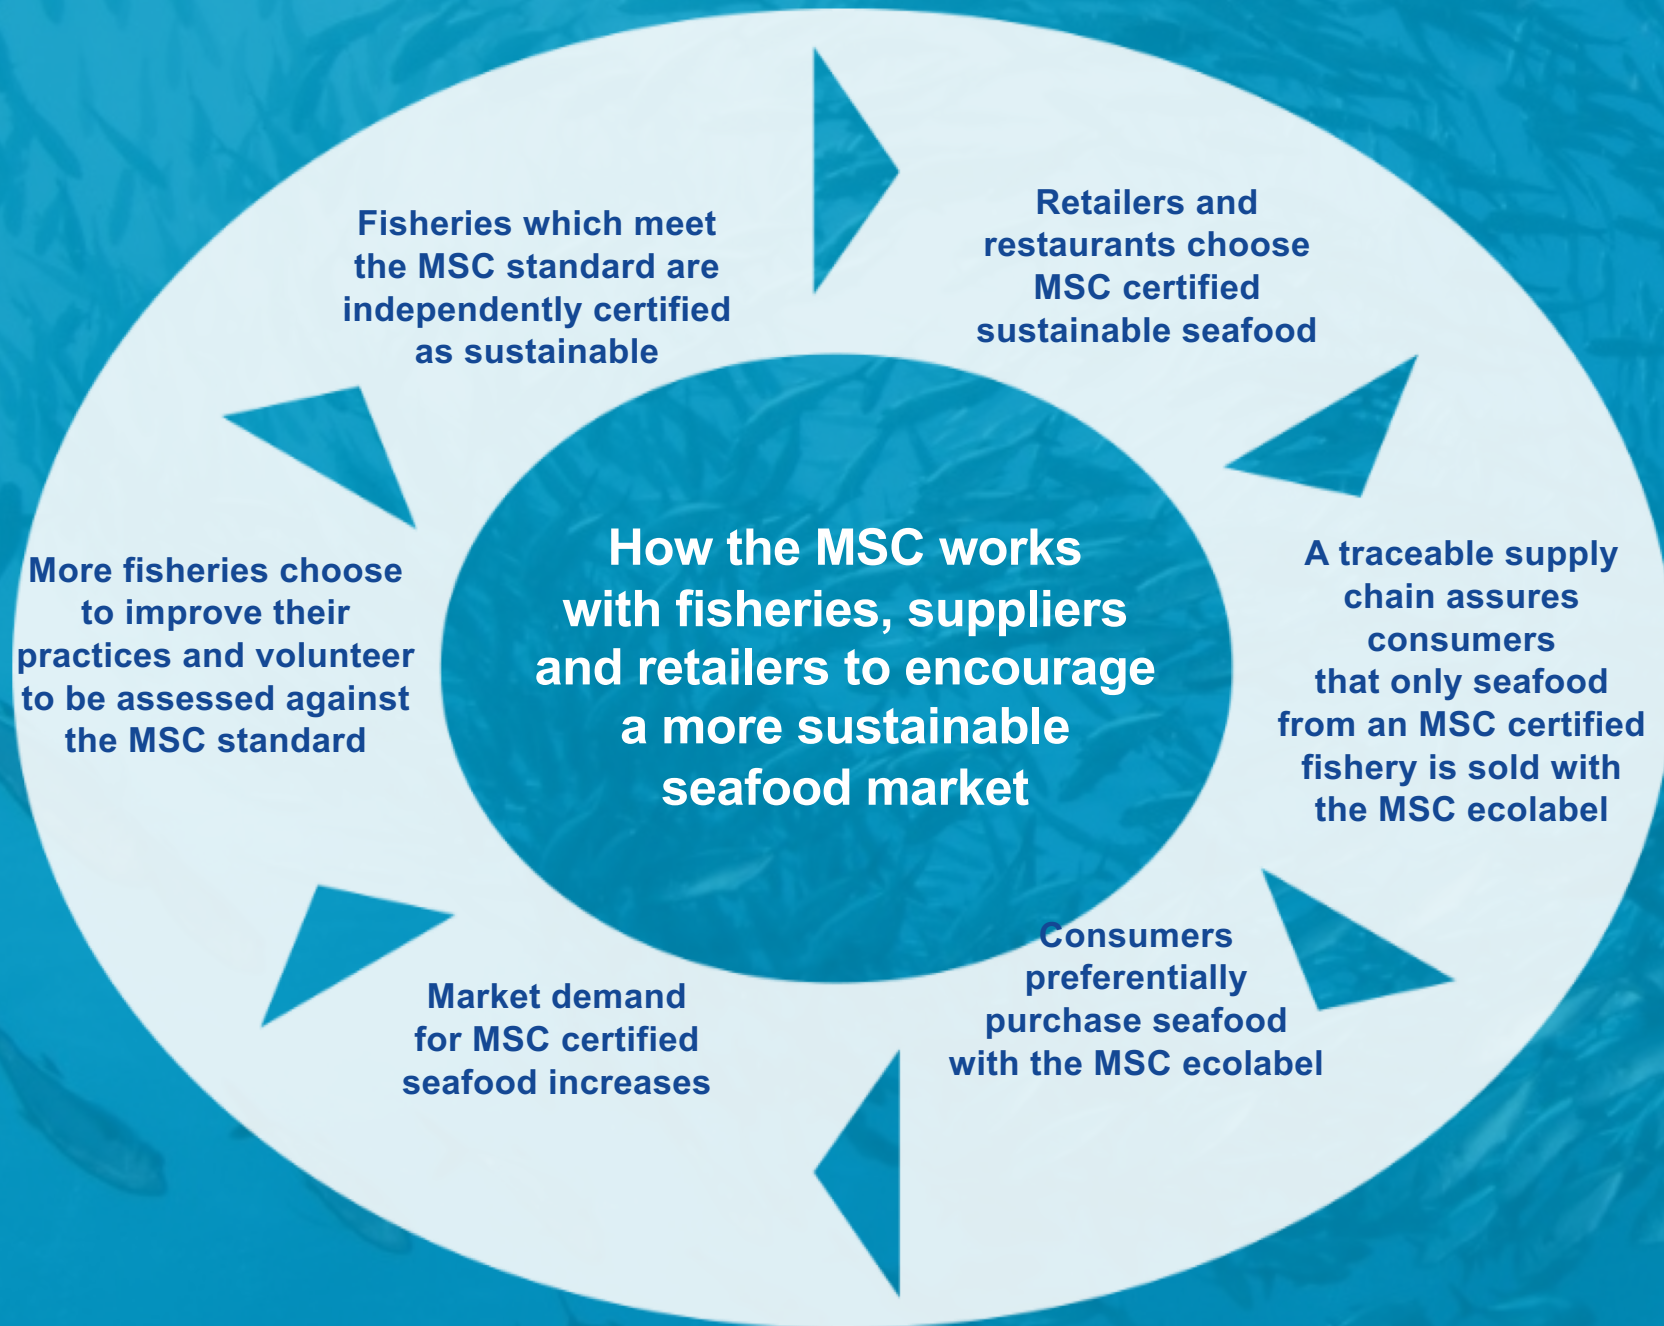 Fisheries which meet
the MSC standard are
independently certified
as sustainable
Retailers and
restaurants choose
MSC certified
sustainable seafood
A traceable supply
chain assures
consumers
that only seafood
from an MSC certified
fishery is sold with
the MSC ecolabel
Consumers
preferentially
purchase seafood
with the MSC ecolabel
Market demand
for MSC certified
seafood increases
More fisheries choose
to improve their
practices and volunteer
to be assessed against
the MSC standard
How the MSC works
with fisheries, suppliers
and retailers to encourage
a more sustainable
seafood market